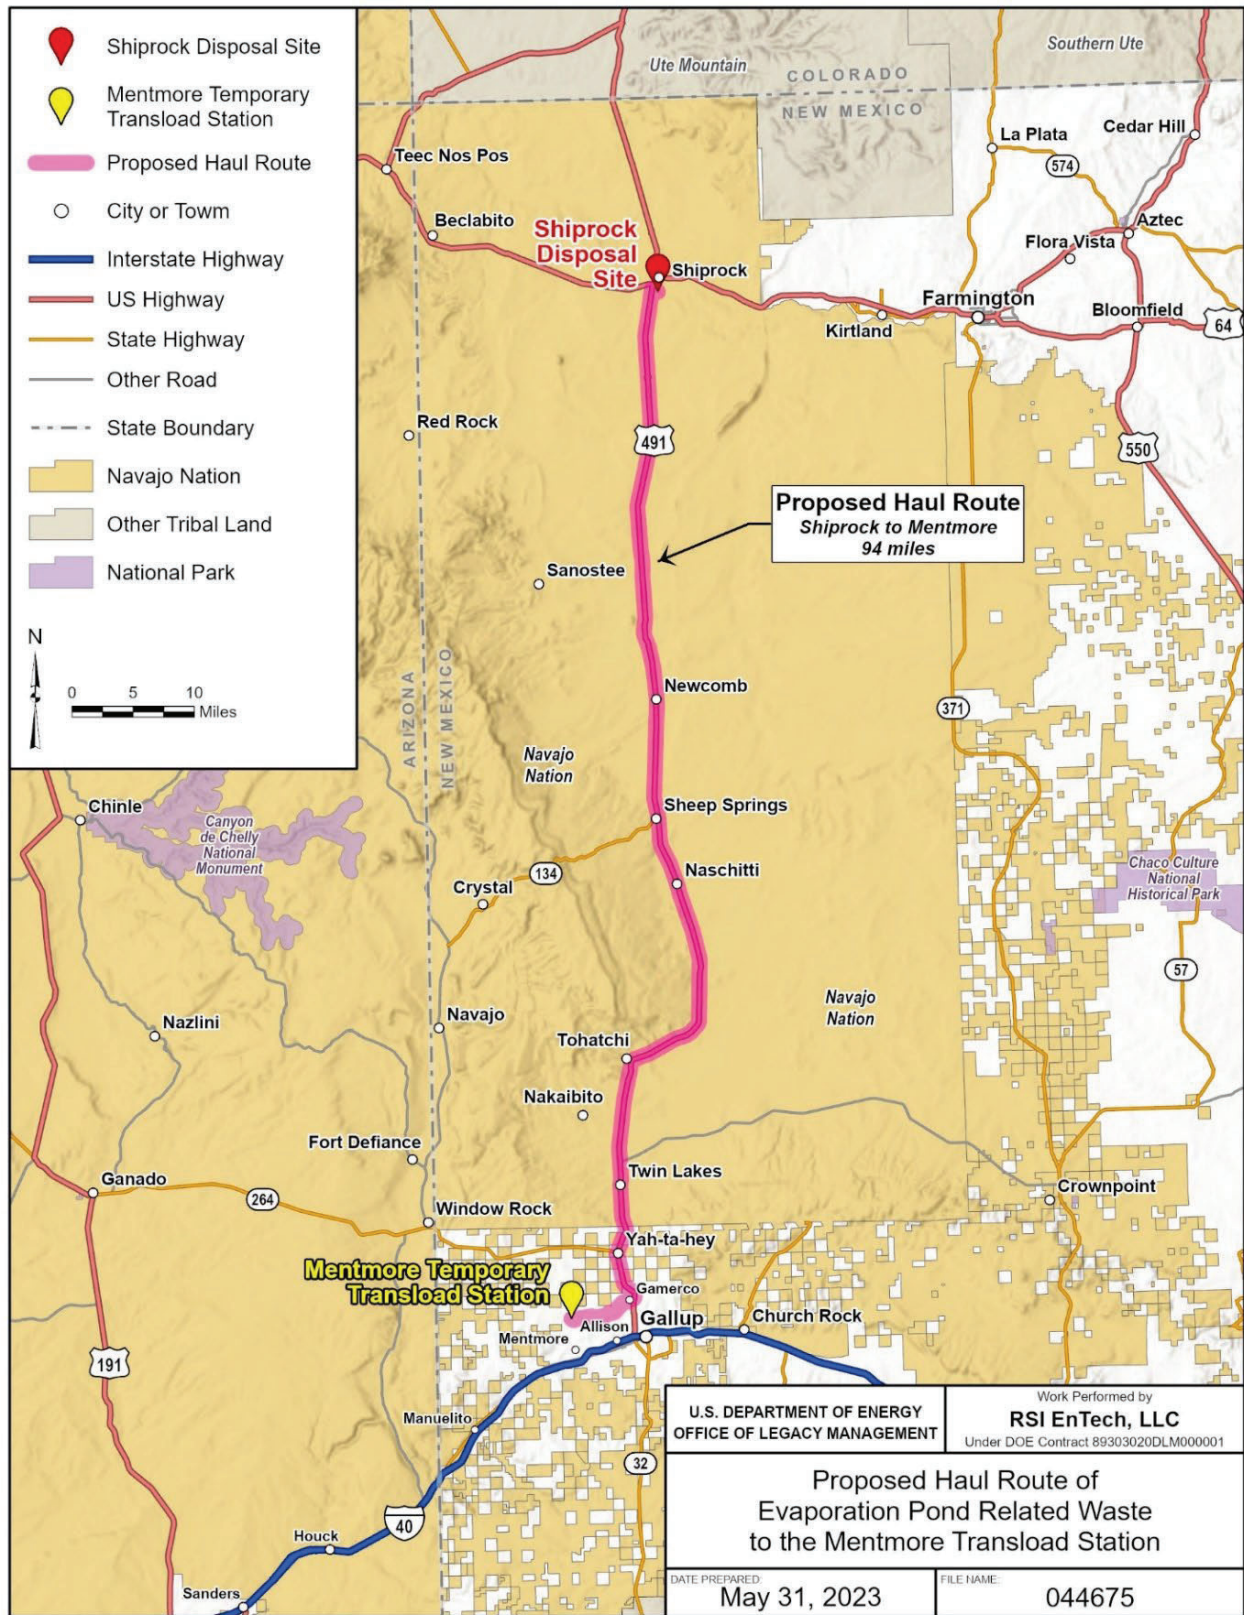 Shiprock Disposal Site
Mentmore Temporary
Transload Station
Proposed Haul Route
City or Towm
Interstate Highway
US Highway
State Highway
Other Road
State Boundary
Navajo Nation
Other Tribal Land
National Park
N
0 5 10
Miles
Ute Mountain
Southern Ute
COLORADO
NEW MEXICO
La Plata
Cedar Hill
574
Teec Nos Pos
Beclabito
Aztec
Flora Vista
Shiprock
Disposal
Site
Shiprock
Farmington
Bloomfield
Kirtland
64
Red Rock
491
550
Proposed Haul Route
Shiprock to Mentmore
94 miles
Sanostee
ARIZONA
NEW MEXICO
Newcomb
371
Navajo
Nation
Chinle
Canyon
de Chelly
National
Monument
Sheep Springs
134
Crystal
Naschitti
Chaco Culture
National
Historical Park
57
Navajo
Nation
Navajo
Nazlini
Tohatchi
Nakaibito
Fort Defiance
Ganado
264
Twin Lakes
Crownpoint
Window Rock
Yah-ta-hey
Mentmore Temporary
Transload Station
Gamerco
Allison
Gallup
Church Rock
Mentmore
191
Manuelito
32
40
Houck
Sanders
U.S. DEPARTMENT OF ENERGY
OFFICE OF LEGACY MANAGEMENT
Work Performed by
RSI EnTech, LLC
Under DOE Contract 89303020DLM000001
Proposed Haul Route of
Evaporation Pond Related Waste
to the Mentmore Transload Station
DATE PREPARED:
May 31, 2023
FILE NAME:
044675